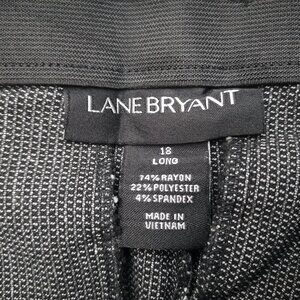 LANE BRYANT
18
LONG
74% RAYON
22% POLYESTER
4% SPANDEX
MADE IN
VIETNAM